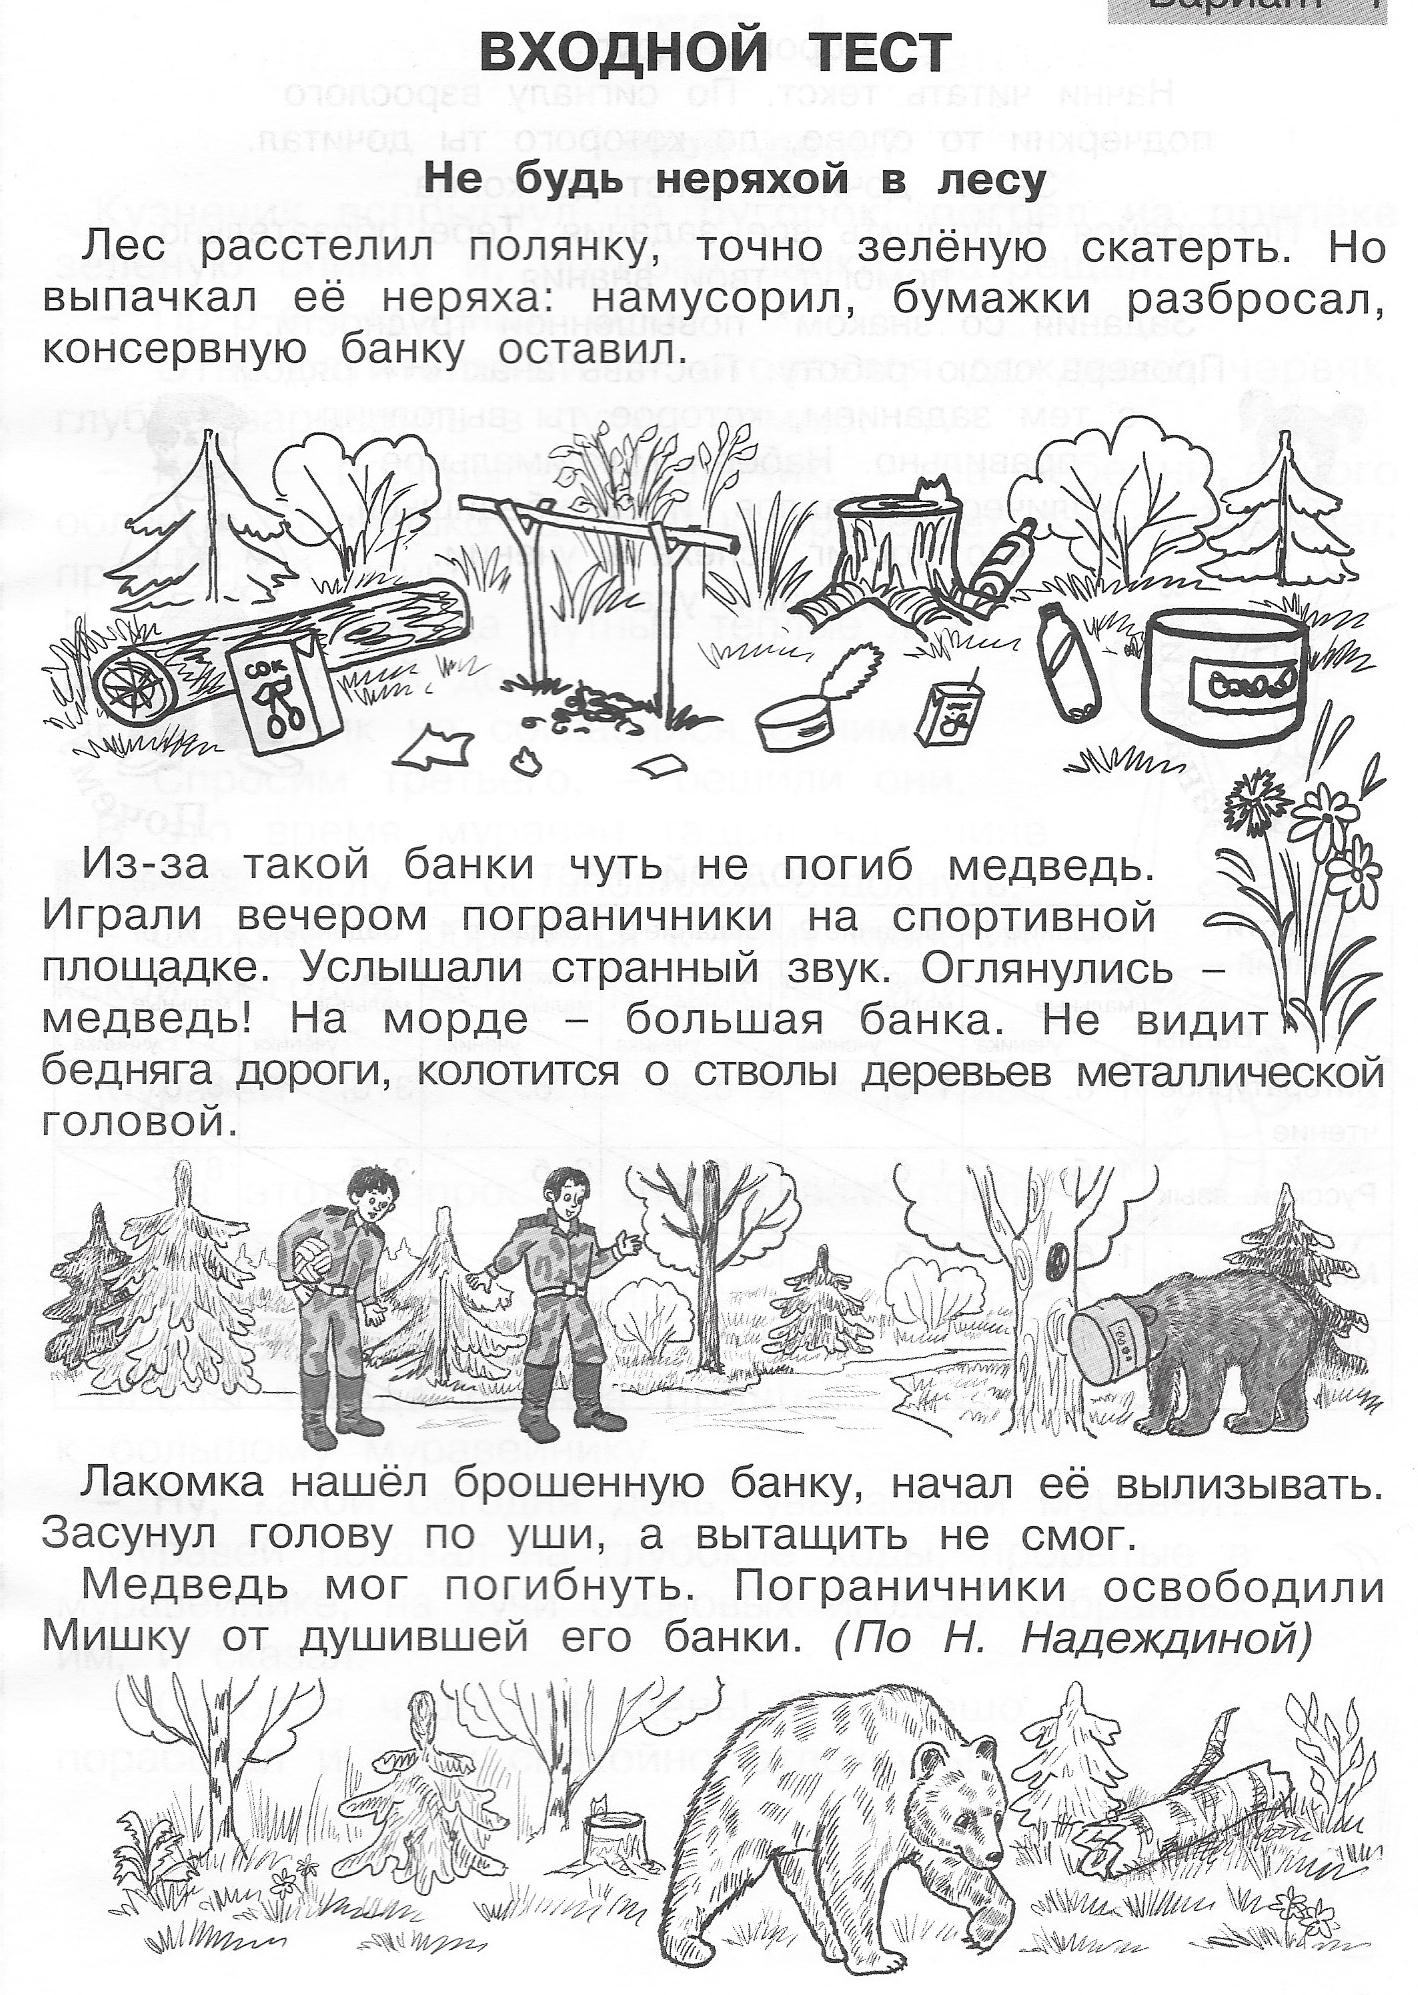 Вариант 1
ВХОДНОЙ ТЕСТ
Не будь неряхой в лесу
Лес расстелил полянку, точно зелёную скатерть. Но
выпачкал её неряха: намусорил, бумажки разбросал,
консервную банку оставил.
СОК
Из-за такой банки чуть не погиб медведь.
Играли вечером пограничники на спортивной
площадке. Услышали странный звук. Оглянулись –
медведь! На морде – большая банка. Не видит
бедняга дороги, колотится о стволы деревьев металлической
головой.
Лакомка нашёл брошенную банку, начал её вылизывать.
Засунул голову по уши, а вытащить не смог.
Медведь мог погибнуть. Пограничники освободили
Мишку от душившей его банки. (По Н. Надеждиной)